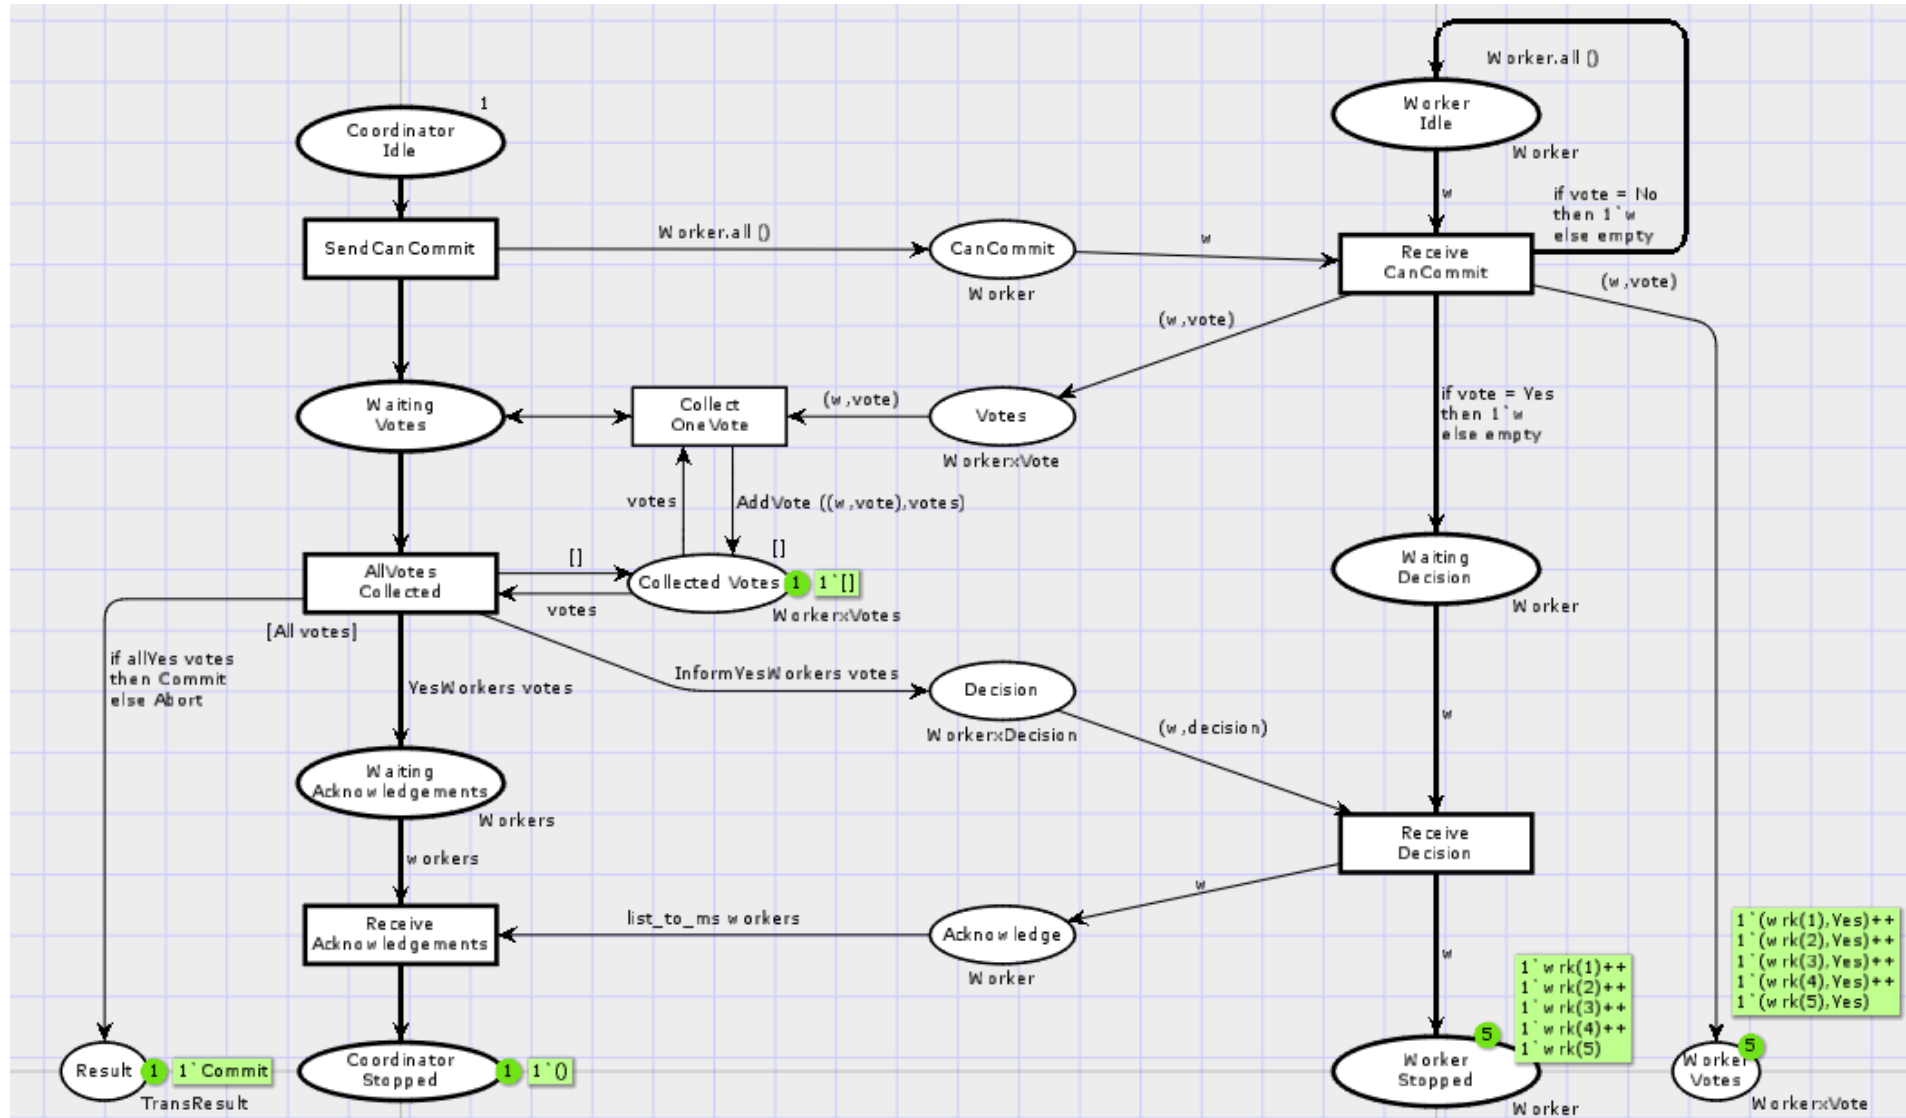 Worker.all ()
1
Coordinator
Idle
Worker
Idle
Worker
w
if vote = No
then 1`w
else empty
Worker.all ()
SendCanCommit
CanCommit
Worker
w
Receive
CanCommit
(w,vote)
(w,vote)
Waiting
Votes
Collect
OneVote
(w,vote)
Votes
WorkerxVote
if vote = Yes
then 1`w
else empty
votes
AddVote ((w,vote),votes)
AllVotes
Collected
[]
votes
[]
Collected Votes
1
1`[]
WorkerxVotes
Waiting
Decision
Worker
[All votes]
if allYes votes
then Commit
else Abort
YesWorkers votes
InformYesWorkers votes
Decision
WorkerxDecision
(w,decision)
w
Waiting
Acknowledgements
Workers
workers
Receive
Decision
w
Receive
Acknowledgements
list_to_ms workers
Acknowledge
Worker
w
1`(wrk(1),Yes)++
1`(wrk(2),Yes)++
1`(wrk(3),Yes)++
1`(wrk(4),Yes)++
1`(wrk(5),Yes)
1`wrk(1)++
1`wrk(2)++
1`wrk(3)++
1`wrk(4)++
1`wrk(5)
Result
1
1`Commit
TransResult
Coordinator
Stopped
1
1`()
5
Worker
Stopped
Worker
5
Worker
Votes
WorkerxVote